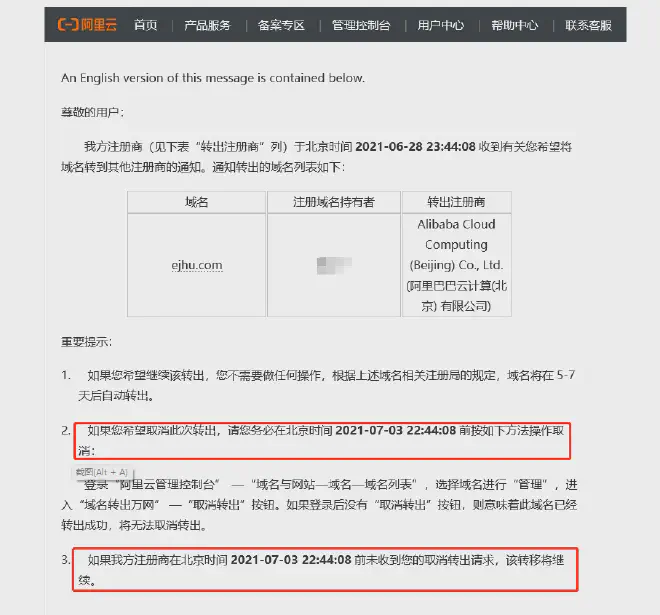 阿里云 首页 产品服务 备案专区 管理控制台 用户中心 帮助中心 联系客服
An English version of this message is contained below.
尊敬的用户：
我方注册商（见下表“转出注册商”列）于北京时间 2021-06-28 23:44:08 收到有关您希望将
域名转到其他注册商的通知。通知转出的域名列表如下：
域名 注册域名持有者 转出注册商
ejhu.com
Alibaba Cloud
Computing
(Beijing) Co., Ltd.
(阿里巴巴云计算(北
京) 有限公司)
重要提示：
1. 如果您希望继续该转出，您不需要做任何操作，根据上述域名相关注册局的规定，域名将在 5-7
天后自动转出。
2. 如果您希望取消此次转出，请您务必在北京时间 2021-07-03 22:44:08 前按如下方法操作取
消：
截图(Alt + A)
登录“阿里云管理控制台” —“域名与网站—域名—域名列表”，选择域名进行“管理”，进
入“域名转出万网” —“取消转出”按钮。如果登录后没有“取消转出”按钮，则意味着此域名已经
转出成功，将无法取消转出。
3. 如果我方注册商在北京时间 2021-07-03 22:44:08 前未收到您的取消转出请求，该转移将继
续。